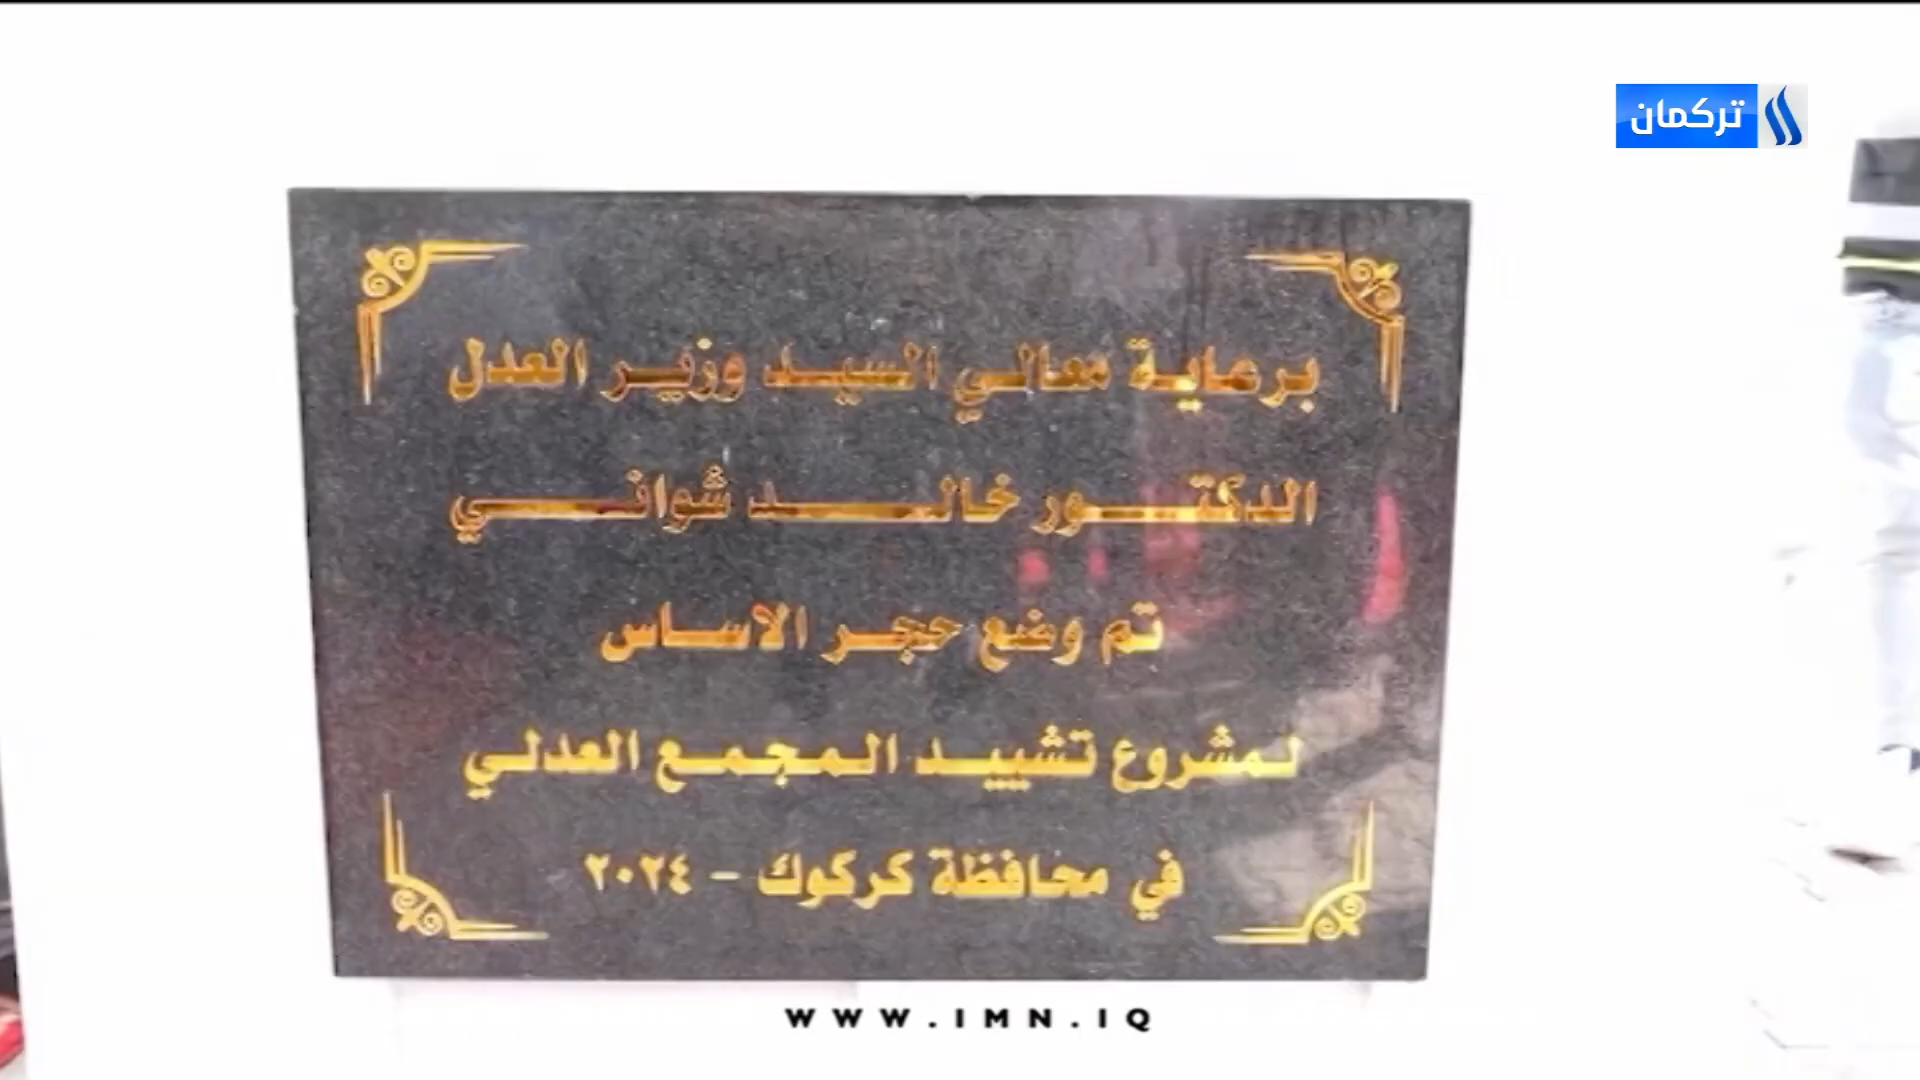 تركمان
برعاية معالي السيد وزير العدل
الدكتور خالد شواني
تم وضع حجر الاساس
لمشروع تشييد المجمع العدلي
في محافظة كركوك - ٢٠٢٤
WWW.IMN.IQ